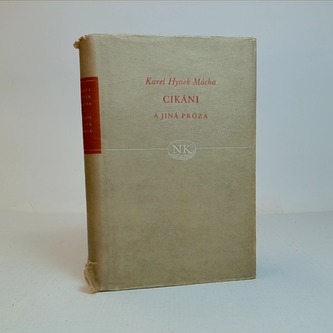 Karel Hynek Mácha
CIKÁNI
A JINÁ PRÓZA
NK